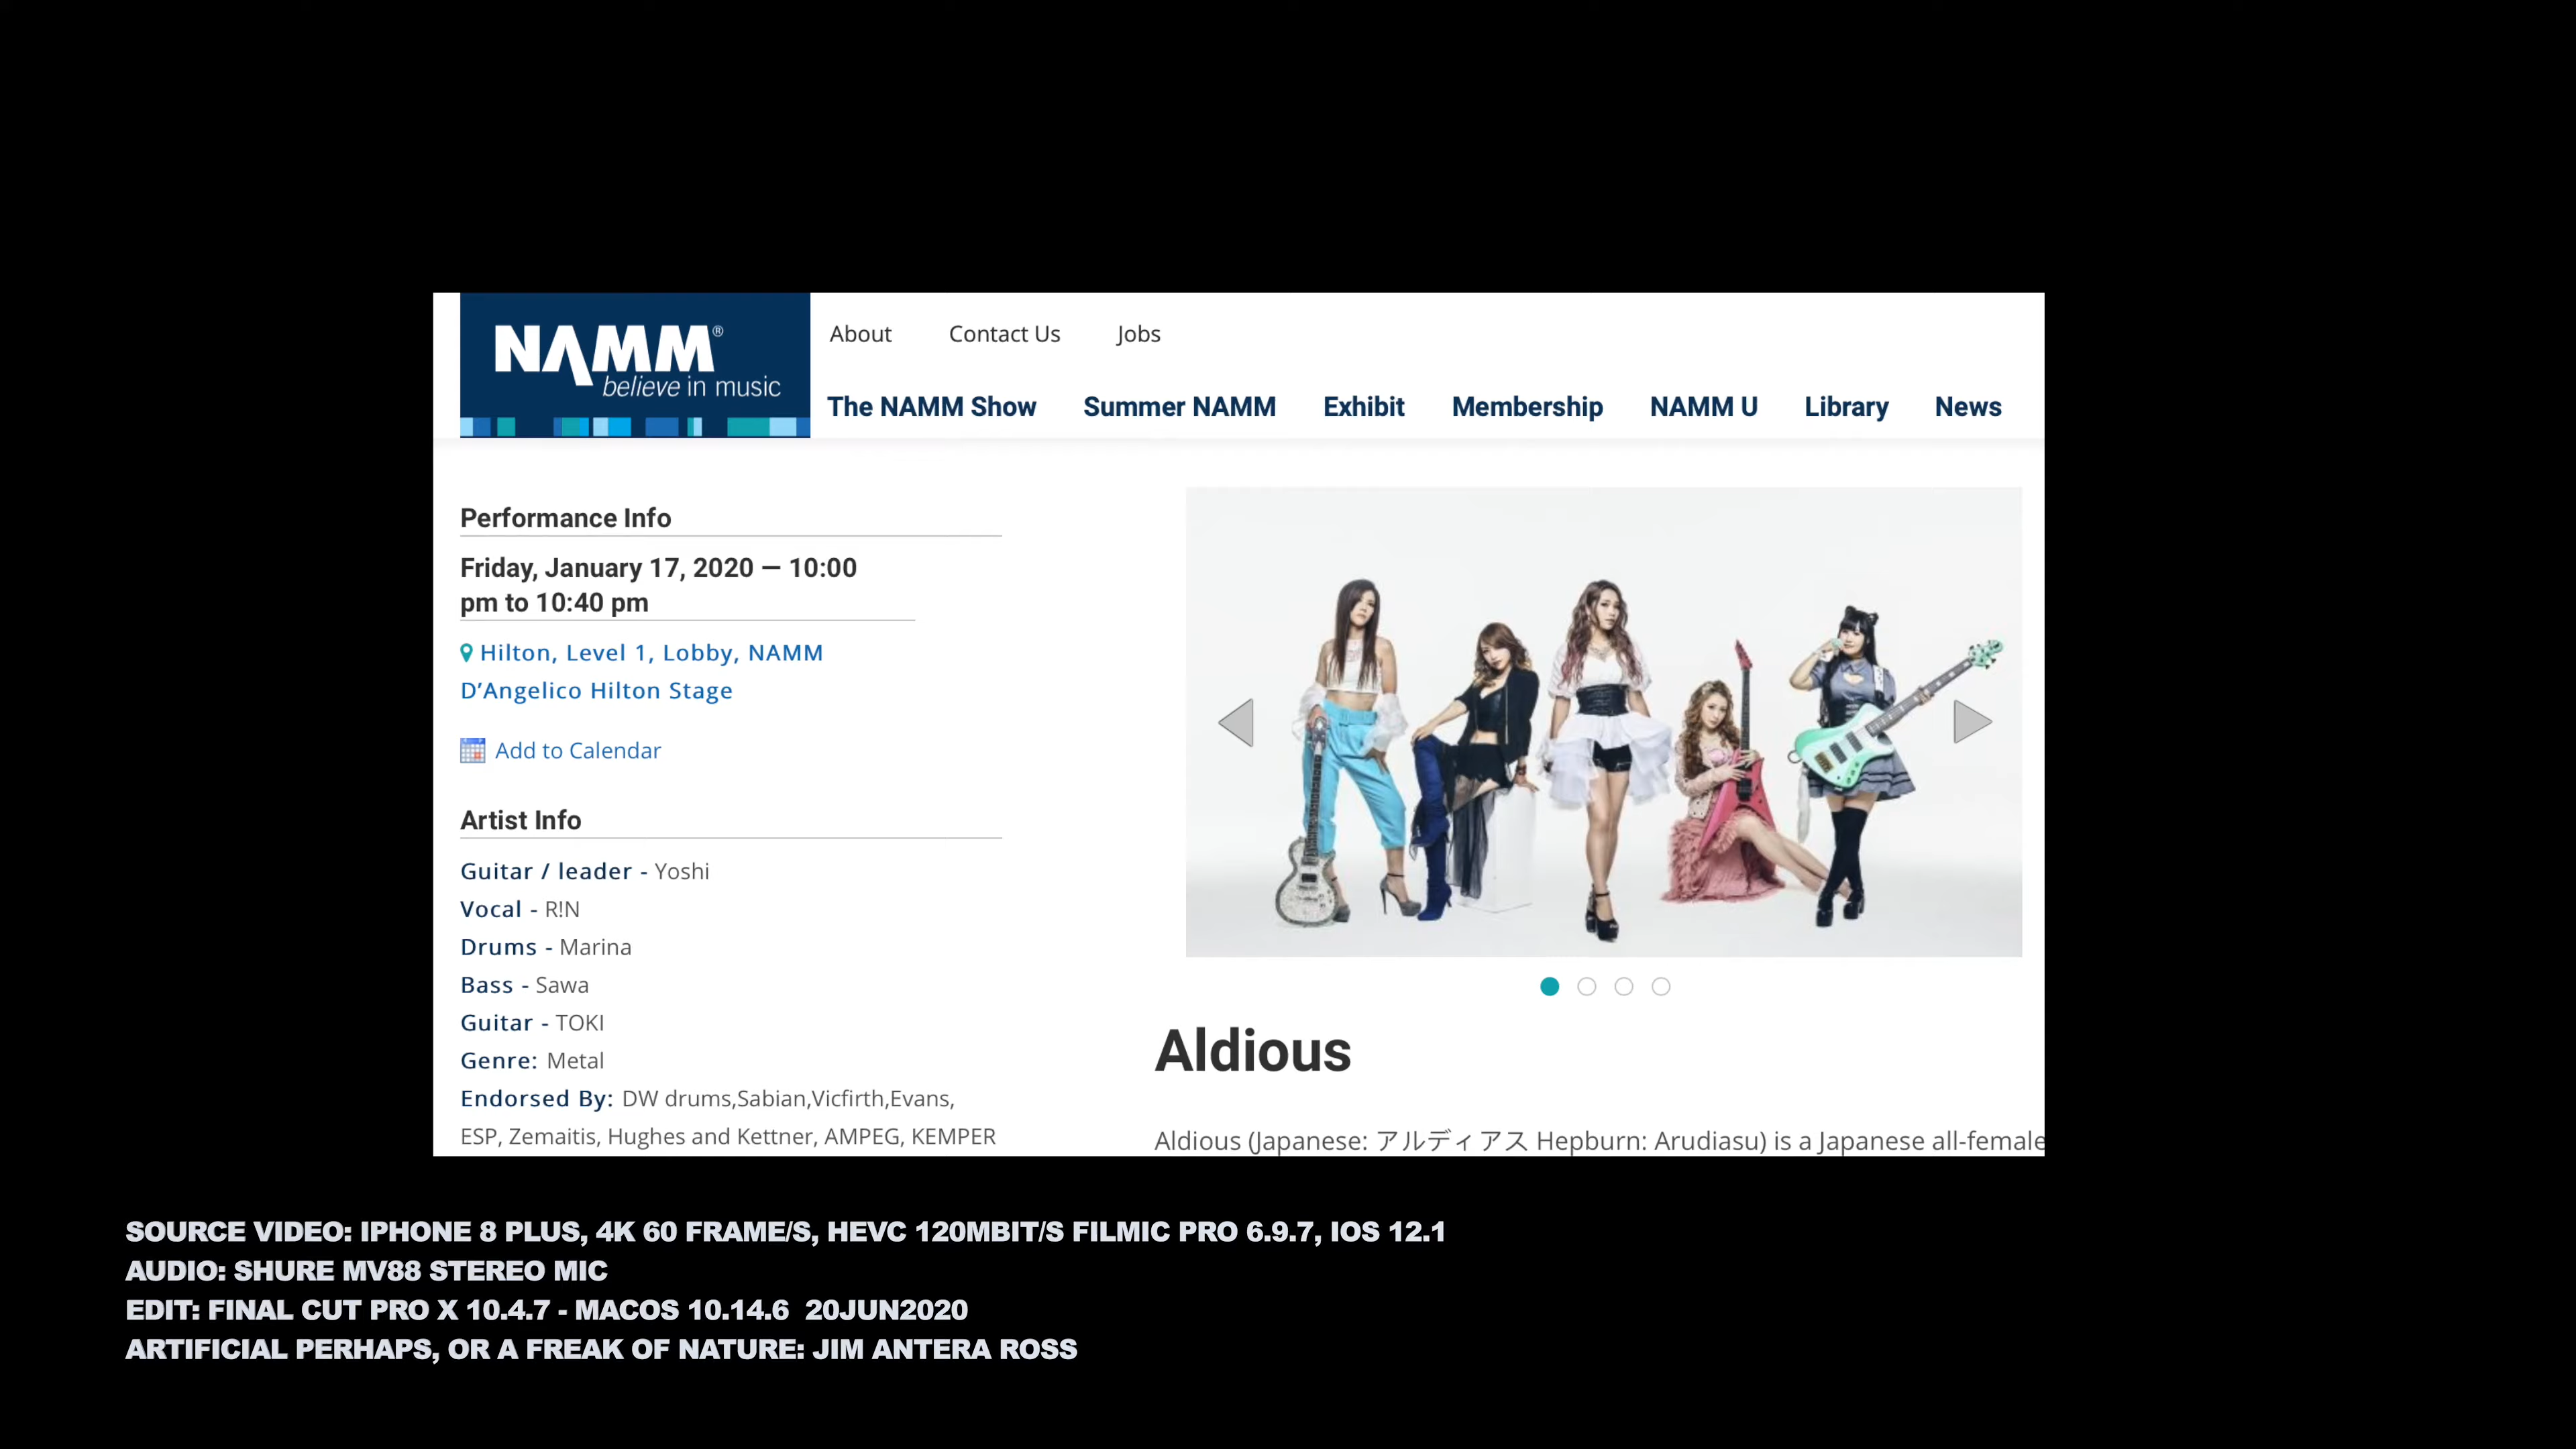 NAMM®
believe in music
About Contact Us Jobs
The NAMM Show Summer NAMM Exhibit Membership NAMM U Library News
Performance Info
Friday, January 17, 2020 — 10:00
pm to 10:40 pm
Hilton, Level 1, Lobby, NAMM
D’Angelico Hilton Stage
Add to Calendar
Artist Info
Guitar / leader - Yoshi
Vocal - R!N
Drums - Marina
Bass - Sawa
Guitar - TOKI
Genre: Metal
Endorsed By: DW drums,Sabian,Vicfirth,Evans,
ESP, Zemaitis, Hughes and Kettner, AMPEG, KEMPER
Aldious
Aldious (Japanese: アルディアス Hepburn: Arudiasu) is a Japanese all-female
SOURCE VIDEO: IPHONE 8 PLUS, 4K 60 FRAME/S, HEVC 120MBIT/S FILMIC PRO 6.9.7, IOS 12.1
AUDIO: SHURE MV88 STEREO MIC
EDIT: FINAL CUT PRO X 10.4.7 - MACOS 10.14.6 20JUN2020
ARTIFICIAL PERHAPS, OR A FREAK OF NATURE: JIM ANTERA ROSS